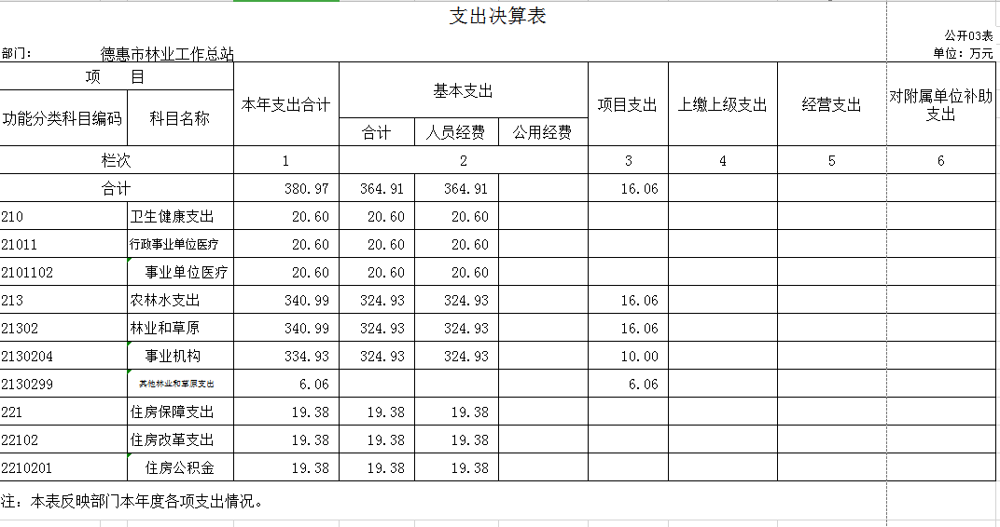 支出决算表
公开03表
部门： 德惠市林业工作总站 单位：万元
项 目 本年支出合计 基本支出 项目支出 上缴上级支出 经营支出 对附属单位补助支出
功能分类科目编码 科目名称 合计 人员经费 公用经费
栏次 1 2 3 4 5 6
合计 380.97 364.91 364.91 16.06
210 卫生健康支出 20.60 20.60 20.60
21011 行政事业单位医疗 20.60 20.60 20.60
2101102 事业单位医疗 20.60 20.60 20.60
213 农林水支出 340.99 324.93 324.93 16.06
21302 林业和草原 340.99 324.93 324.93 16.06
2130204 事业机构 334.93 324.93 324.93 10.00
2130299 其他林业和草原支出 6.06 6.06
221 住房保障支出 19.38 19.38 19.38
22102 住房改革支出 19.38 19.38 19.38
2210201 住房公积金 19.38 19.38 19.38
注：本表反映部门本年度各项支出情况。